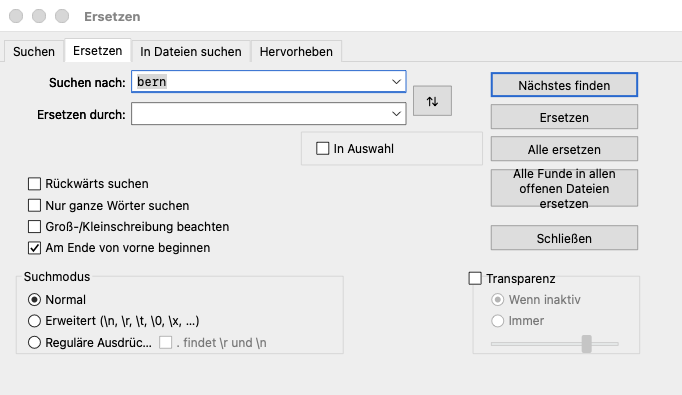 Ersetzen
Suchen
Ersetzen
In Dateien suchen
Hervorheben
Suchen nach:
bern
Ersetzen durch:
⇅
In Auswahl
Nächstes finden
Ersetzen
Alle ersetzen
Alle Funde in allen
offenen Dateien
ersetzen
Schließen
Rückwärts suchen
Nur ganze Wörter suchen
Groß-/Kleinschreibung beachten
Am Ende von vorne beginnen
Suchmodus
Normal
Erweitert (\n, \r, \t, \0, \x, ...)
Reguläre Ausdrüc... . findet \r und \n
Transparenz
Wenn inaktiv
Immer